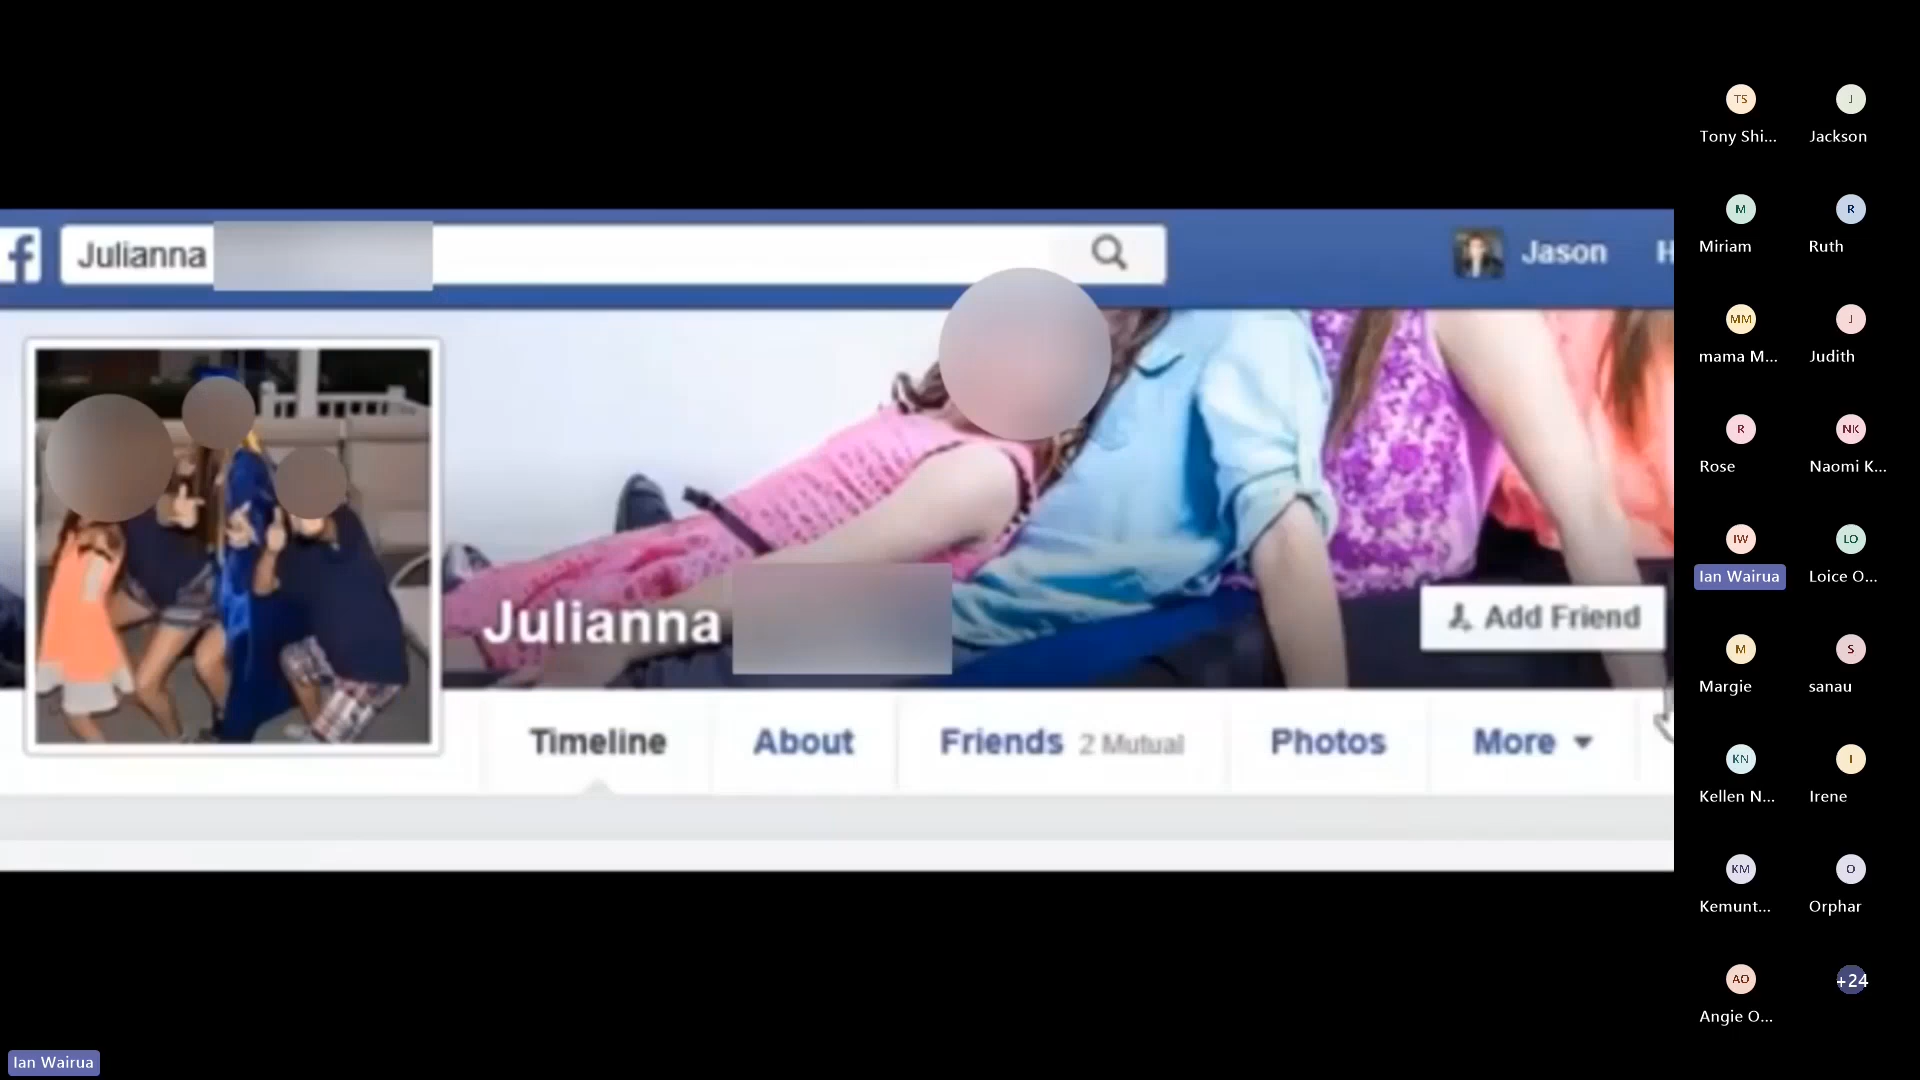 Julianna
Jason
Julianna
Add Friend
Timeline
About
Friends 2 Mutual
Photos
More
TS
Tony Shi...
J
Jackson
M
Miriam
R
Ruth
MM
mama M...
J
Judith
R
Rose
NK
Naomi K...
IW
Ian Wairua
LO
Loice O...
M
Margie
S
sanau
KN
Kellen N...
I
Irene
KM
Kemunt...
O
Orphar
AO
Angie O...
+24
Ian Wairua